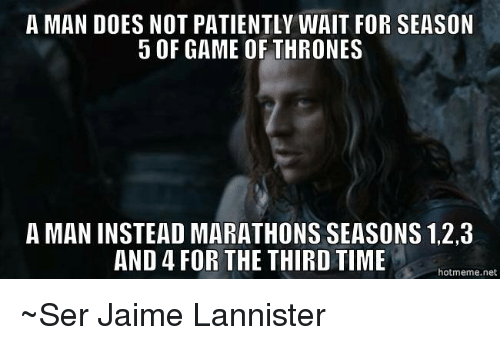 A MAN DOES NOT PATIENTLY WAIT FOR SEASON
5 OF GAME OF THRONES
A MAN INSTEAD MARATHONS SEASONS 1,2,3
AND 4 FOR THE THIRD TIME
hotmeme.net
~Ser Jaime Lannister